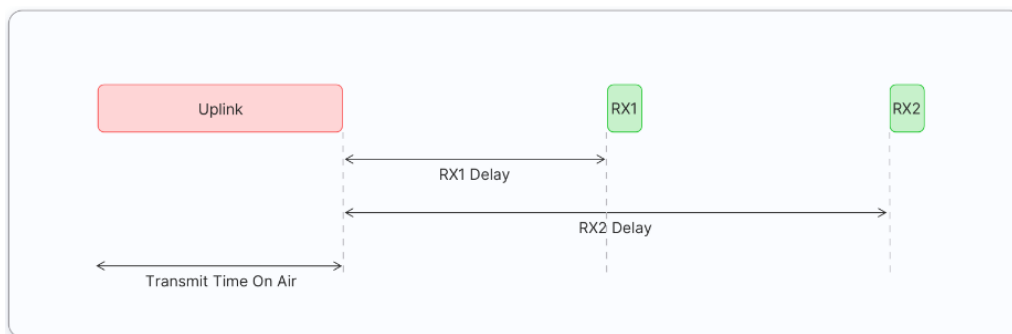 Uplink
RX1
RX2
RX1 Delay
RX2 Delay
Transmit Time On Air